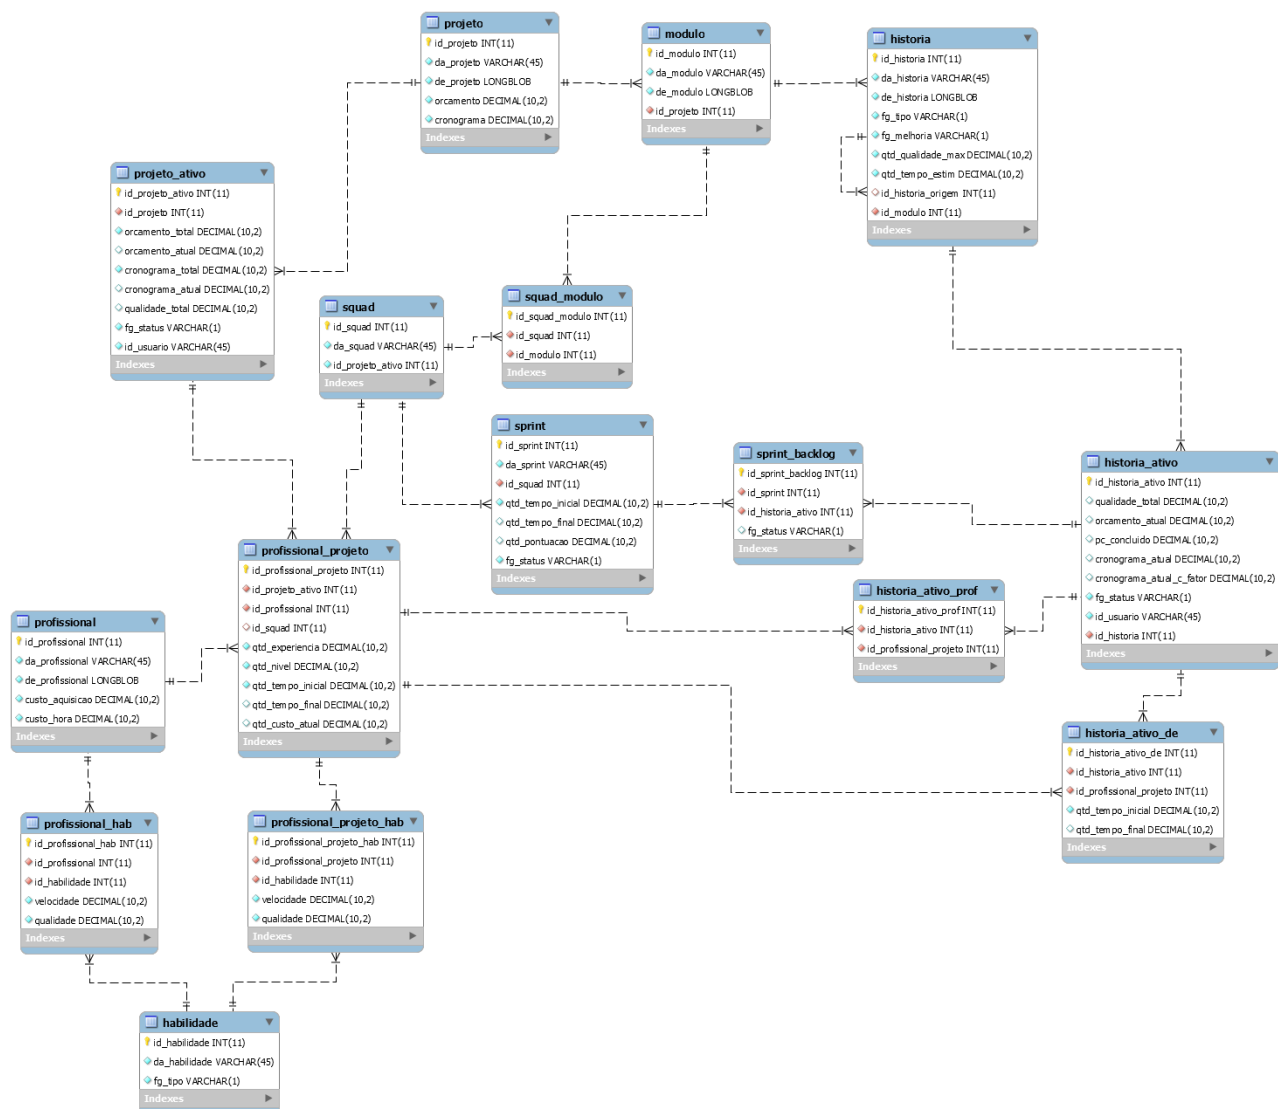 projeto
id_projeto INT(11)
da_projeto VARCHAR(45)
de_projeto LONGBLOB
orcamento DECIMAL(10,2)
cronograma DECIMAL(10,2)
Indexes
modulo
id_modulo INT(11)
da_modulo VARCHAR(45)
de_modulo LONGBLOB
id_projeto INT(11)
Indexes
historia
id_historia INT(11)
da_historia VARCHAR(45)
de_historia LONGBLOB
fg_tipo VARCHAR(1)
fg_melhoria VARCHAR(1)
qtd_qualidade_max DECIMAL(10,2)
qtd_tempo_estim DECIMAL(10,2)
id_historia_origem INT(11)
id_modulo INT(11)
Indexes
projeto_ativo
id_projeto_ativo INT(11)
id_projeto INT(11)
orcamento_total DECIMAL(10,2)
orcamento_atual DECIMAL(10,2)
cronograma_total DECIMAL(10,2)
cronograma_atual DECIMAL(10,2)
qualidade_total DECIMAL(10,2)
fg_status VARCHAR(1)
id_usuario VARCHAR(45)
Indexes
squad
id_squad INT(11)
da_squad VARCHAR(45)
id_projeto_ativo INT(11)
Indexes
squad_modulo
id_squad_modulo INT(11)
id_squad INT(11)
id_modulo INT(11)
Indexes
sprint
id_sprint INT(11)
da_sprint VARCHAR(45)
id_squad INT(11)
qtd_tempo_inicial DECIMAL(10,2)
qtd_tempo_final DECIMAL(10,2)
qtd_pontuacao DECIMAL(10,2)
fg_status VARCHAR(1)
Indexes
sprint_backlog
id_sprint_backlog INT(11)
id_sprint INT(11)
id_historia_ativo INT(11)
fg_status VARCHAR(1)
Indexes
historia_ativo
id_historia_ativo INT(11)
qualidade_total DECIMAL(10,2)
orcamento_atual DECIMAL(10,2)
pc_concluido DECIMAL(10,2)
cronograma_atual DECIMAL(10,2)
cronograma_atual_c_fator DECIMAL(10,2)
fg_status VARCHAR(1)
id_usuario VARCHAR(45)
id_historia INT(11)
Indexes
profissional_projeto
id_profissional_projeto INT(11)
id_projeto_ativo INT(11)
id_profissional INT(11)
id_squad INT(11)
qtd_experiencia DECIMAL(10,2)
qtd_nivel DECIMAL(10,2)
qtd_tempo_inicial DECIMAL(10,2)
qtd_tempo_final DECIMAL(10,2)
qtd_custo_atual DECIMAL(10,2)
Indexes
historia_ativo_prof
id_historia_ativo_prof INT(11)
id_historia_ativo INT(11)
id_profissional_projeto INT(11)
Indexes
profissional
id_profissional INT(11)
da_profissional VARCHAR(45)
de_profissional LONGBLOB
custo_aquisicao DECIMAL(10,2)
custo_hora DECIMAL(10,2)
Indexes
historia_ativo_de
id_historia_ativo_de INT(11)
id_historia_ativo INT(11)
id_profissional_projeto INT(11)
qtd_tempo_inicial DECIMAL(10,2)
qtd_tempo_final DECIMAL(10,2)
Indexes
profissional_hab
id_profissional_hab INT(11)
id_profissional INT(11)
id_habilidade INT(11)
velocidade DECIMAL(10,2)
qualidade DECIMAL(10,2)
Indexes
profissional_projeto_hab
id_profissional_projeto_hab INT(11)
id_profissional_projeto INT(11)
id_habilidade INT(11)
velocidade DECIMAL(10,2)
qualidade DECIMAL(10,2)
Indexes
habilidade
id_habilidade INT(11)
da_habilidade VARCHAR(45)
fg_tipo VARCHAR(1)
Indexes